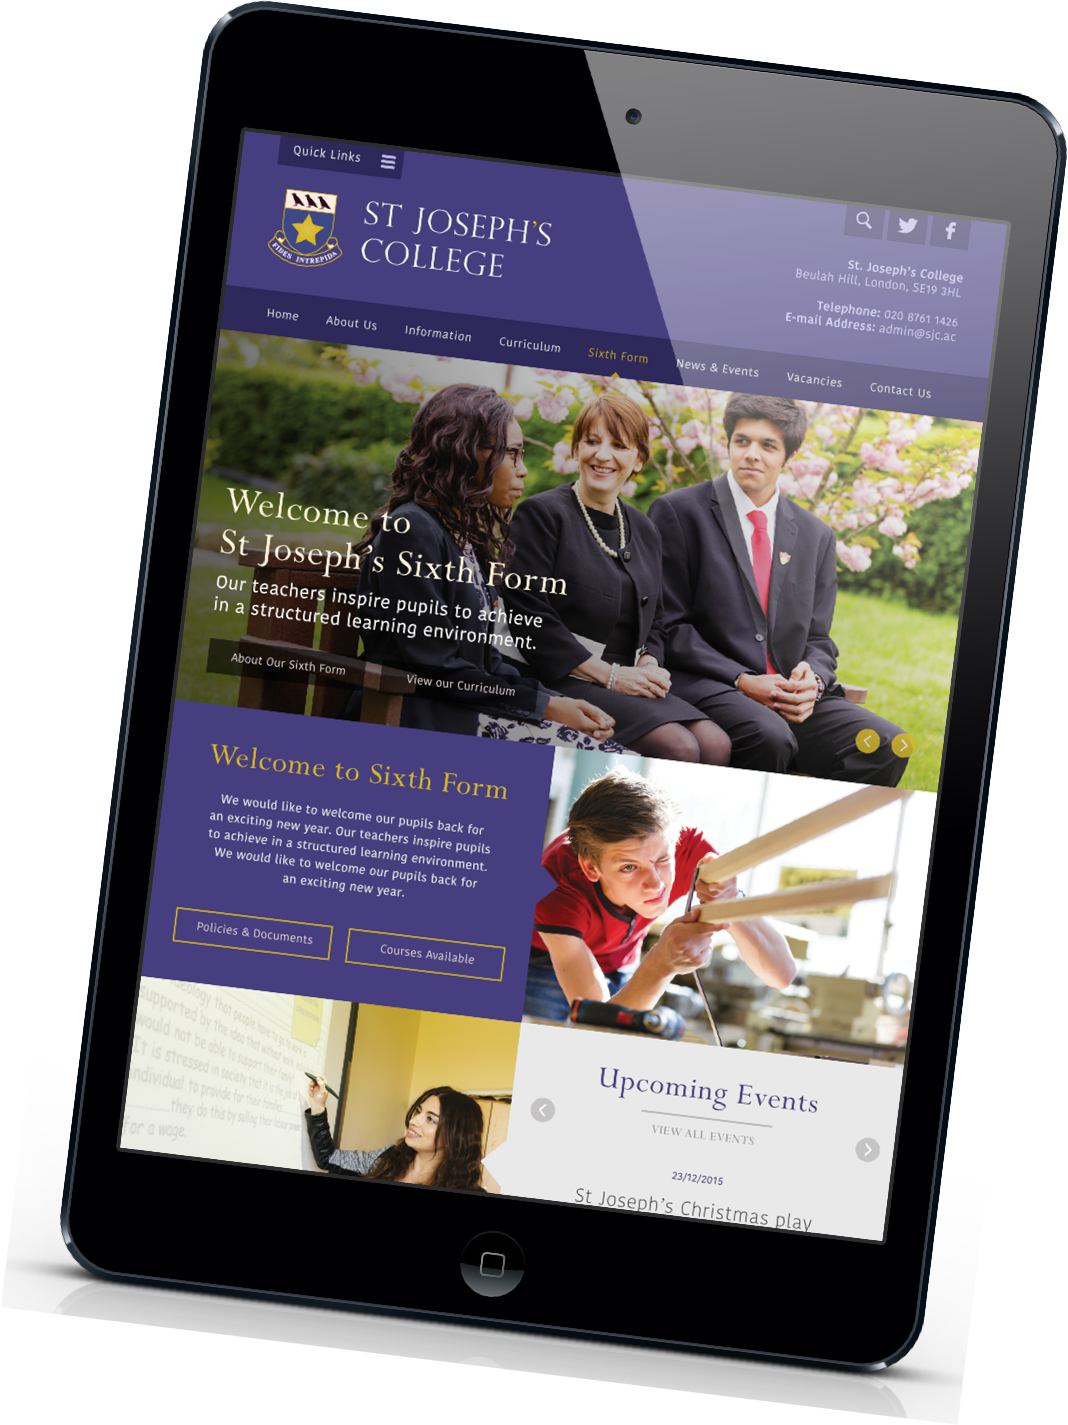 Quick Links
FIDES INTREPIDA
ST JOSEPH'S
COLLEGE
St. Joseph's College
Beulah Hill, London, SE19 3HL
Telephone: 020 8761 1426
E-mail Address: admin@sjc.ac
Home About Us Information Curriculum Sixth Form News & Events Vacancies Contact Us
Welcome to
St Joseph's Sixth Form
Our teachers inspire pupils to achieve
in a structured learning environment.
About Our Sixth Form View our Curriculum
Welcome to Sixth Form
We would like to welcome our pupils back for
an exciting new year. Our teachers inspire pupils
to achieve in a structured learning environment.
We would like to welcome our pupils back for
an exciting new year.
Policies & Documents Courses Available
that people have to go to work is
supported by the idea that without work
would not be able to support their family
It is stressed in society that it is the
individual to provide for their families
they do this by selling their labour power
for a wage.
Upcoming Events
VIEW ALL EVENTS
23/12/2015
St Joseph's Christmas play